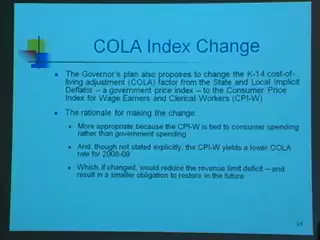 COLA Index Change
The Governor's plan also proposes to change the K-14 cost-of-
living adjustment (COLA) factor from the State and Local Implicit
Deflator – a government price index – to the Consumer Price
Index for Wage Earners and Clerical Workers (CPI-W)
The rationale for making the change:
More appropriate because the CPI-W is tied to consumer spending
rather than government spending
And, though not stated explicitly, the CPI-W yields a lower COLA
rate for 2008-09
Which, if changed, would reduce the revenue limit deficit – and
result in a smaller obligation to restore in the future
14